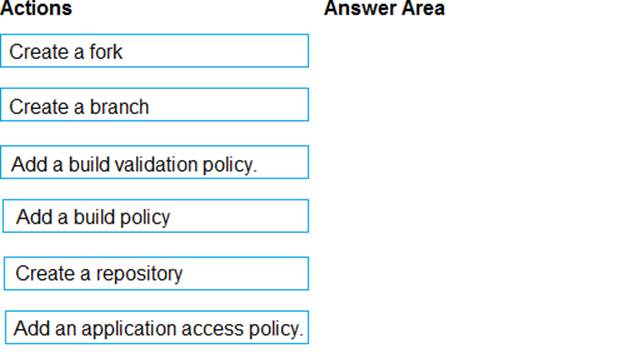 Actions
Answer Area
Create a fork
Create a branch
Add a build validation policy.
Add a build policy
Create a repository
Add an application access policy.